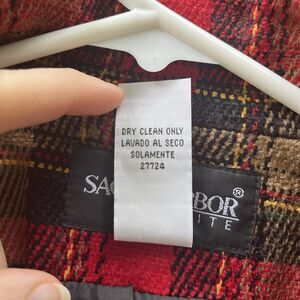 DRY CLEAN ONLY
LAVADO AL SECO
SOLAMENTE
27724
®